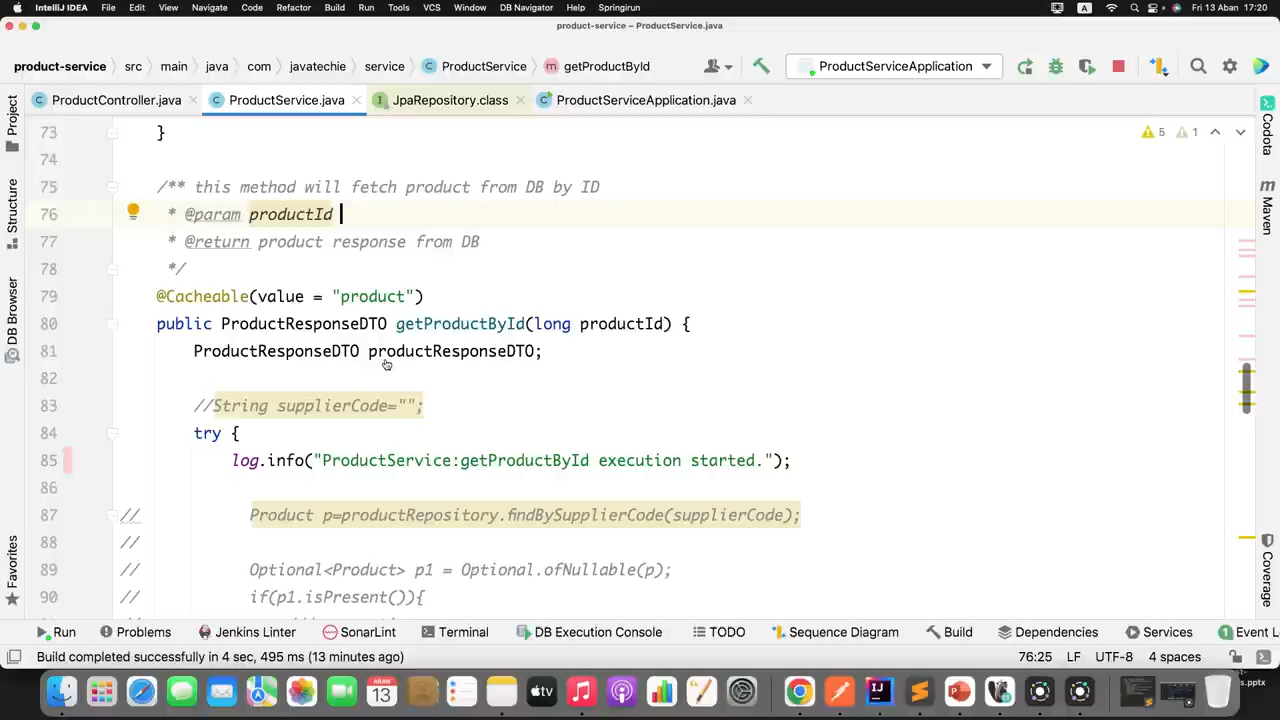 IntelliJ IDEA File Edit View Navigate Code Refactor Build Run Tools VCS Window DB Navigator Help Springirun A Fri 13 Aban 17:20
product-service – ProductService.java
product-service src main java com javatechie service ProductService getProductById ProductServiceApplication
ProductController.java ProductService.java JpaRepository.class ProductServiceApplication.java
Project
Structure
DB Browser
Favorites
Codota
Maven
Coverage
5 1
73 }
74
75 /** this method will fetch product from DB by ID
76 * @param productId
77 * @return product response from DB
78 */
79 @Cacheable(value = "product")
80 public ProductResponseDTO getProductById(long productId) {
81 ProductResponseDTO productResponseDTO;
82
83 //String supplierCode="";
84 try {
85 log.info("ProductService:getProductById execution started.");
86
87 // Product p=productRepository.findBySupplierCode(supplierCode);
88 //
89 // Optional<Product> p1 = Optional.ofNullable(p);
90 // if(p1.isPresent()){
Run Problems Jenkins Linter SonarLint Terminal DB Execution Console TODO Sequence Diagram Build Dependencies Services 1 Event L
Build completed successfully in 4 sec, 495 ms (13 minutes ago) 76:25 LF UTF-8 4 spaces
ABAN
13
tv
s.pptx